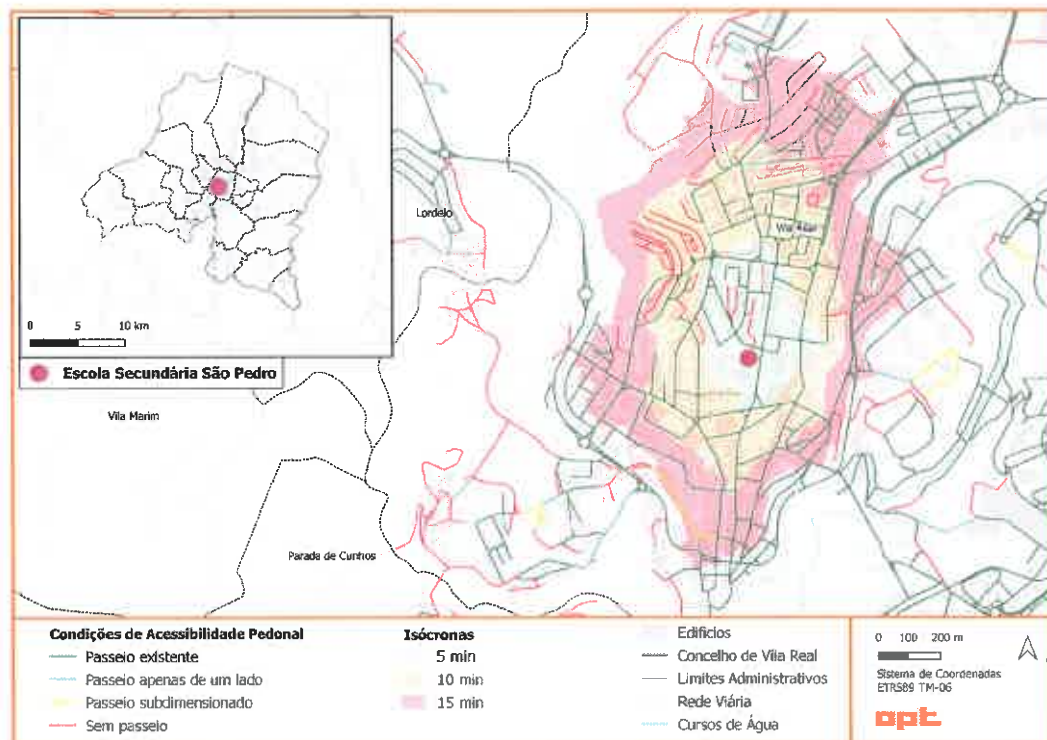 0 5 10 km
Escola Secundária São Pedro
Lordelo
Vila Real
Vila Marim
Parada de Cunhos
Condições de Acessibilidade Pedonal
Passeio existente
Passeio apenas de um lado
Passeio subdimensionado
Sem passeio
Isócronas
5 min
10 min
15 min
Edifícios
Concelho de Vila Real
Limites Administrativos
Rede Viária
Cursos de Água
0 100 200 m
Sistema de Coordenadas
ETRS89 TM-06
opt